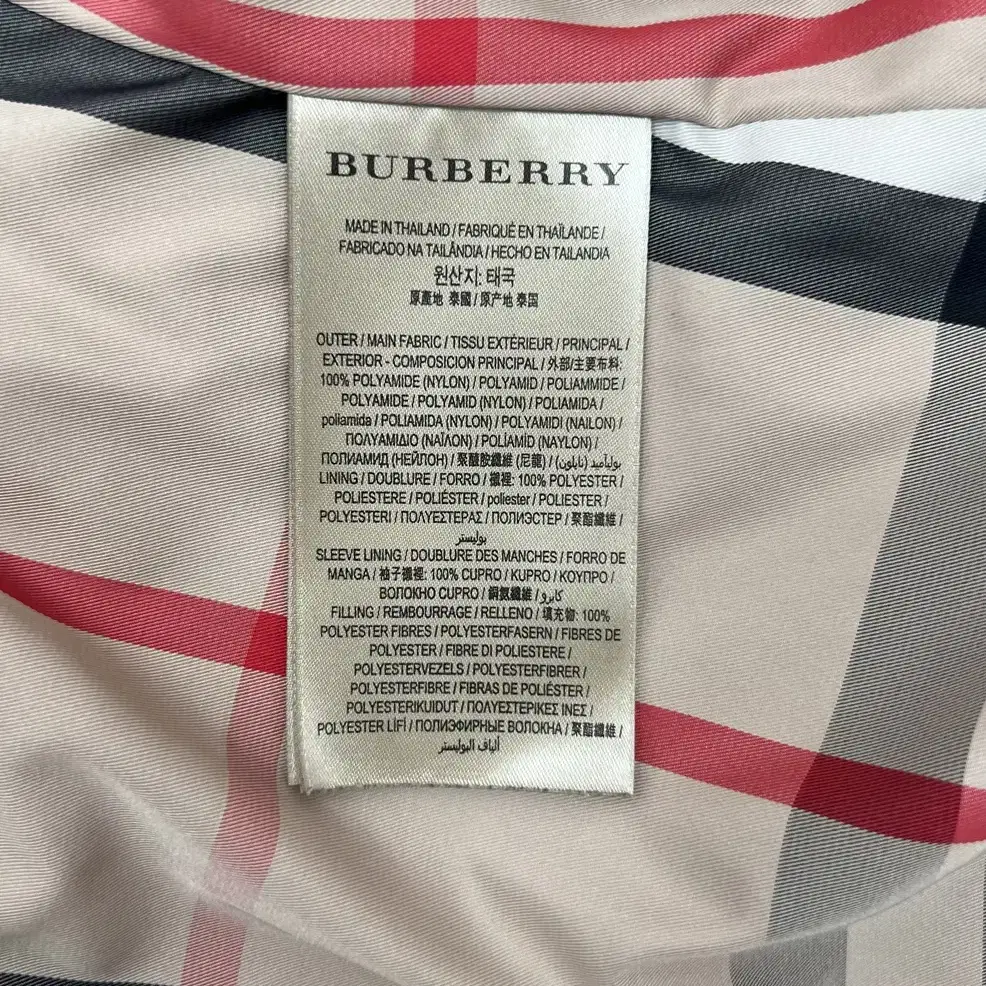 BURBERRY
MADE IN THAILAND / FABRIQUÉ EN THAÏLANDE /
FABRICADO NA TAILÂNDIA / HECHO EN TAILANDIA
원산지: 태국
原產地 泰國 / 原产地 泰国
OUTER / MAIN FABRIC / TISSU EXTÉRIEUR / PRINCIPAL /
EXTERIOR - COMPOSICION PRINCIPAL / 外部/主要布料:
100% POLYAMIDE (NYLON) / POLYAMID / POLIAMMIDE /
POLYAMIDE / POLYAMID (NYLON) / POLIAMIDA /
poliamida / POLIAMIDA (NYLON) / POLYAMIDI (NAILON) /
ΠΟΛΥΑΜΙΔΙΟ (ΝΑΪΛΟΝ) / POLİAMİD (NAYLON) /
ПОЛИАМИД (НЕЙЛОН) / 聚醯胺纖維 (尼龍) / بولياميد (نايلون) /
LINING / DOUBLURE / FORRO / 襯裡: 100% POLYESTER /
POLIESTERE / POLIÉSTER / poliester / POLIESTER /
POLYESTERI / ΠΟΛΥΕΣΤΕΡΑΣ / ПОЛИЭСТЕР / 聚酯纖維 /
بوليستر
SLEEVE LINING / DOUBLURE DES MANCHES / FORRO DE
MANGA / 袖子襯裡: 100% CUPRO / KUPRO / ΚΟΥΠΡΟ /
ВОЛОКНО CUPRO / 銅氨纖維 / كابرو
FILLING / REMBOURRAGE / RELLENO / 填充物: 100%
POLYESTER FIBRES / POLYESTERFASERN / FIBRES DE
POLYESTER / FIBRE DI POLIESTERE /
POLYESTERVEZELS / POLYESTERFIBRER /
POLYESTERFIBRE / FIBRAS DE POLIÉSTER /
POLYESTERIKUIDUT / ΠΟΛΥΕΣΤΕΡΙΚΕΣ ΙΝΕΣ /
POLYESTER LİFİ / ПОЛИЭФИРНЫЕ ВОЛОКНА / 聚酯纖維 /
ألياف البوليستر